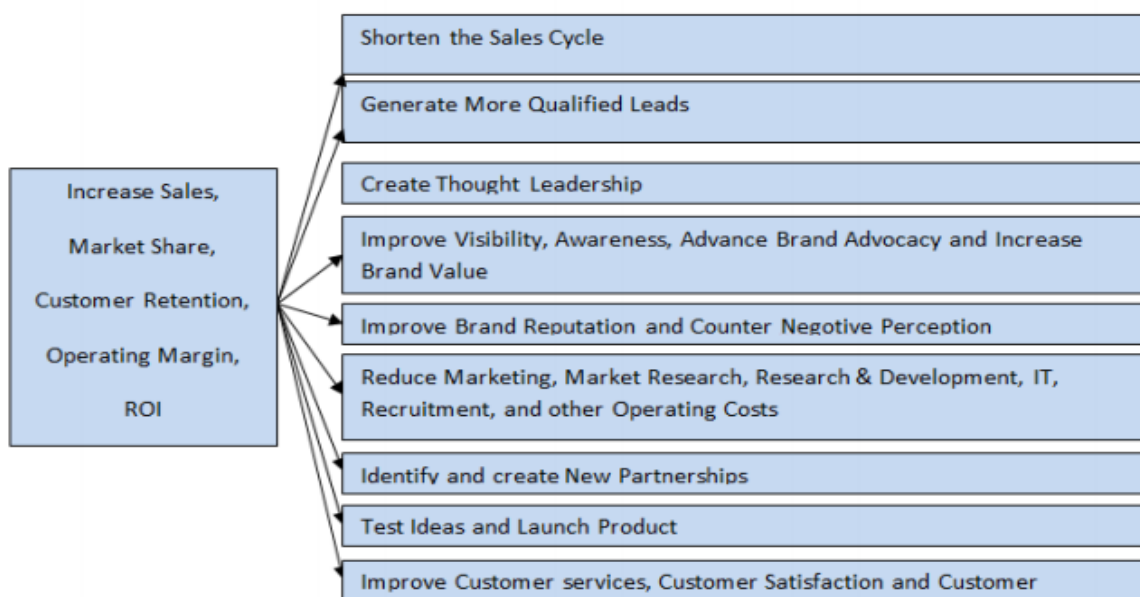 Increase Sales,
Market Share,
Customer Retention,
Operating Margin,
ROI
Shorten the Sales Cycle
Generate More Qualified Leads
Create Thought Leadership
Improve Visibility, Awareness, Advance Brand Advocacy and Increase
Brand Value
Improve Brand Reputation and Counter Negotive Perception
Reduce Marketing, Market Research, Research & Development, IT,
Recruitment, and other Operating Costs
Identify and create New Partnerships
Test Ideas and Launch Product
Improve Customer services, Customer Satisfaction and Customer